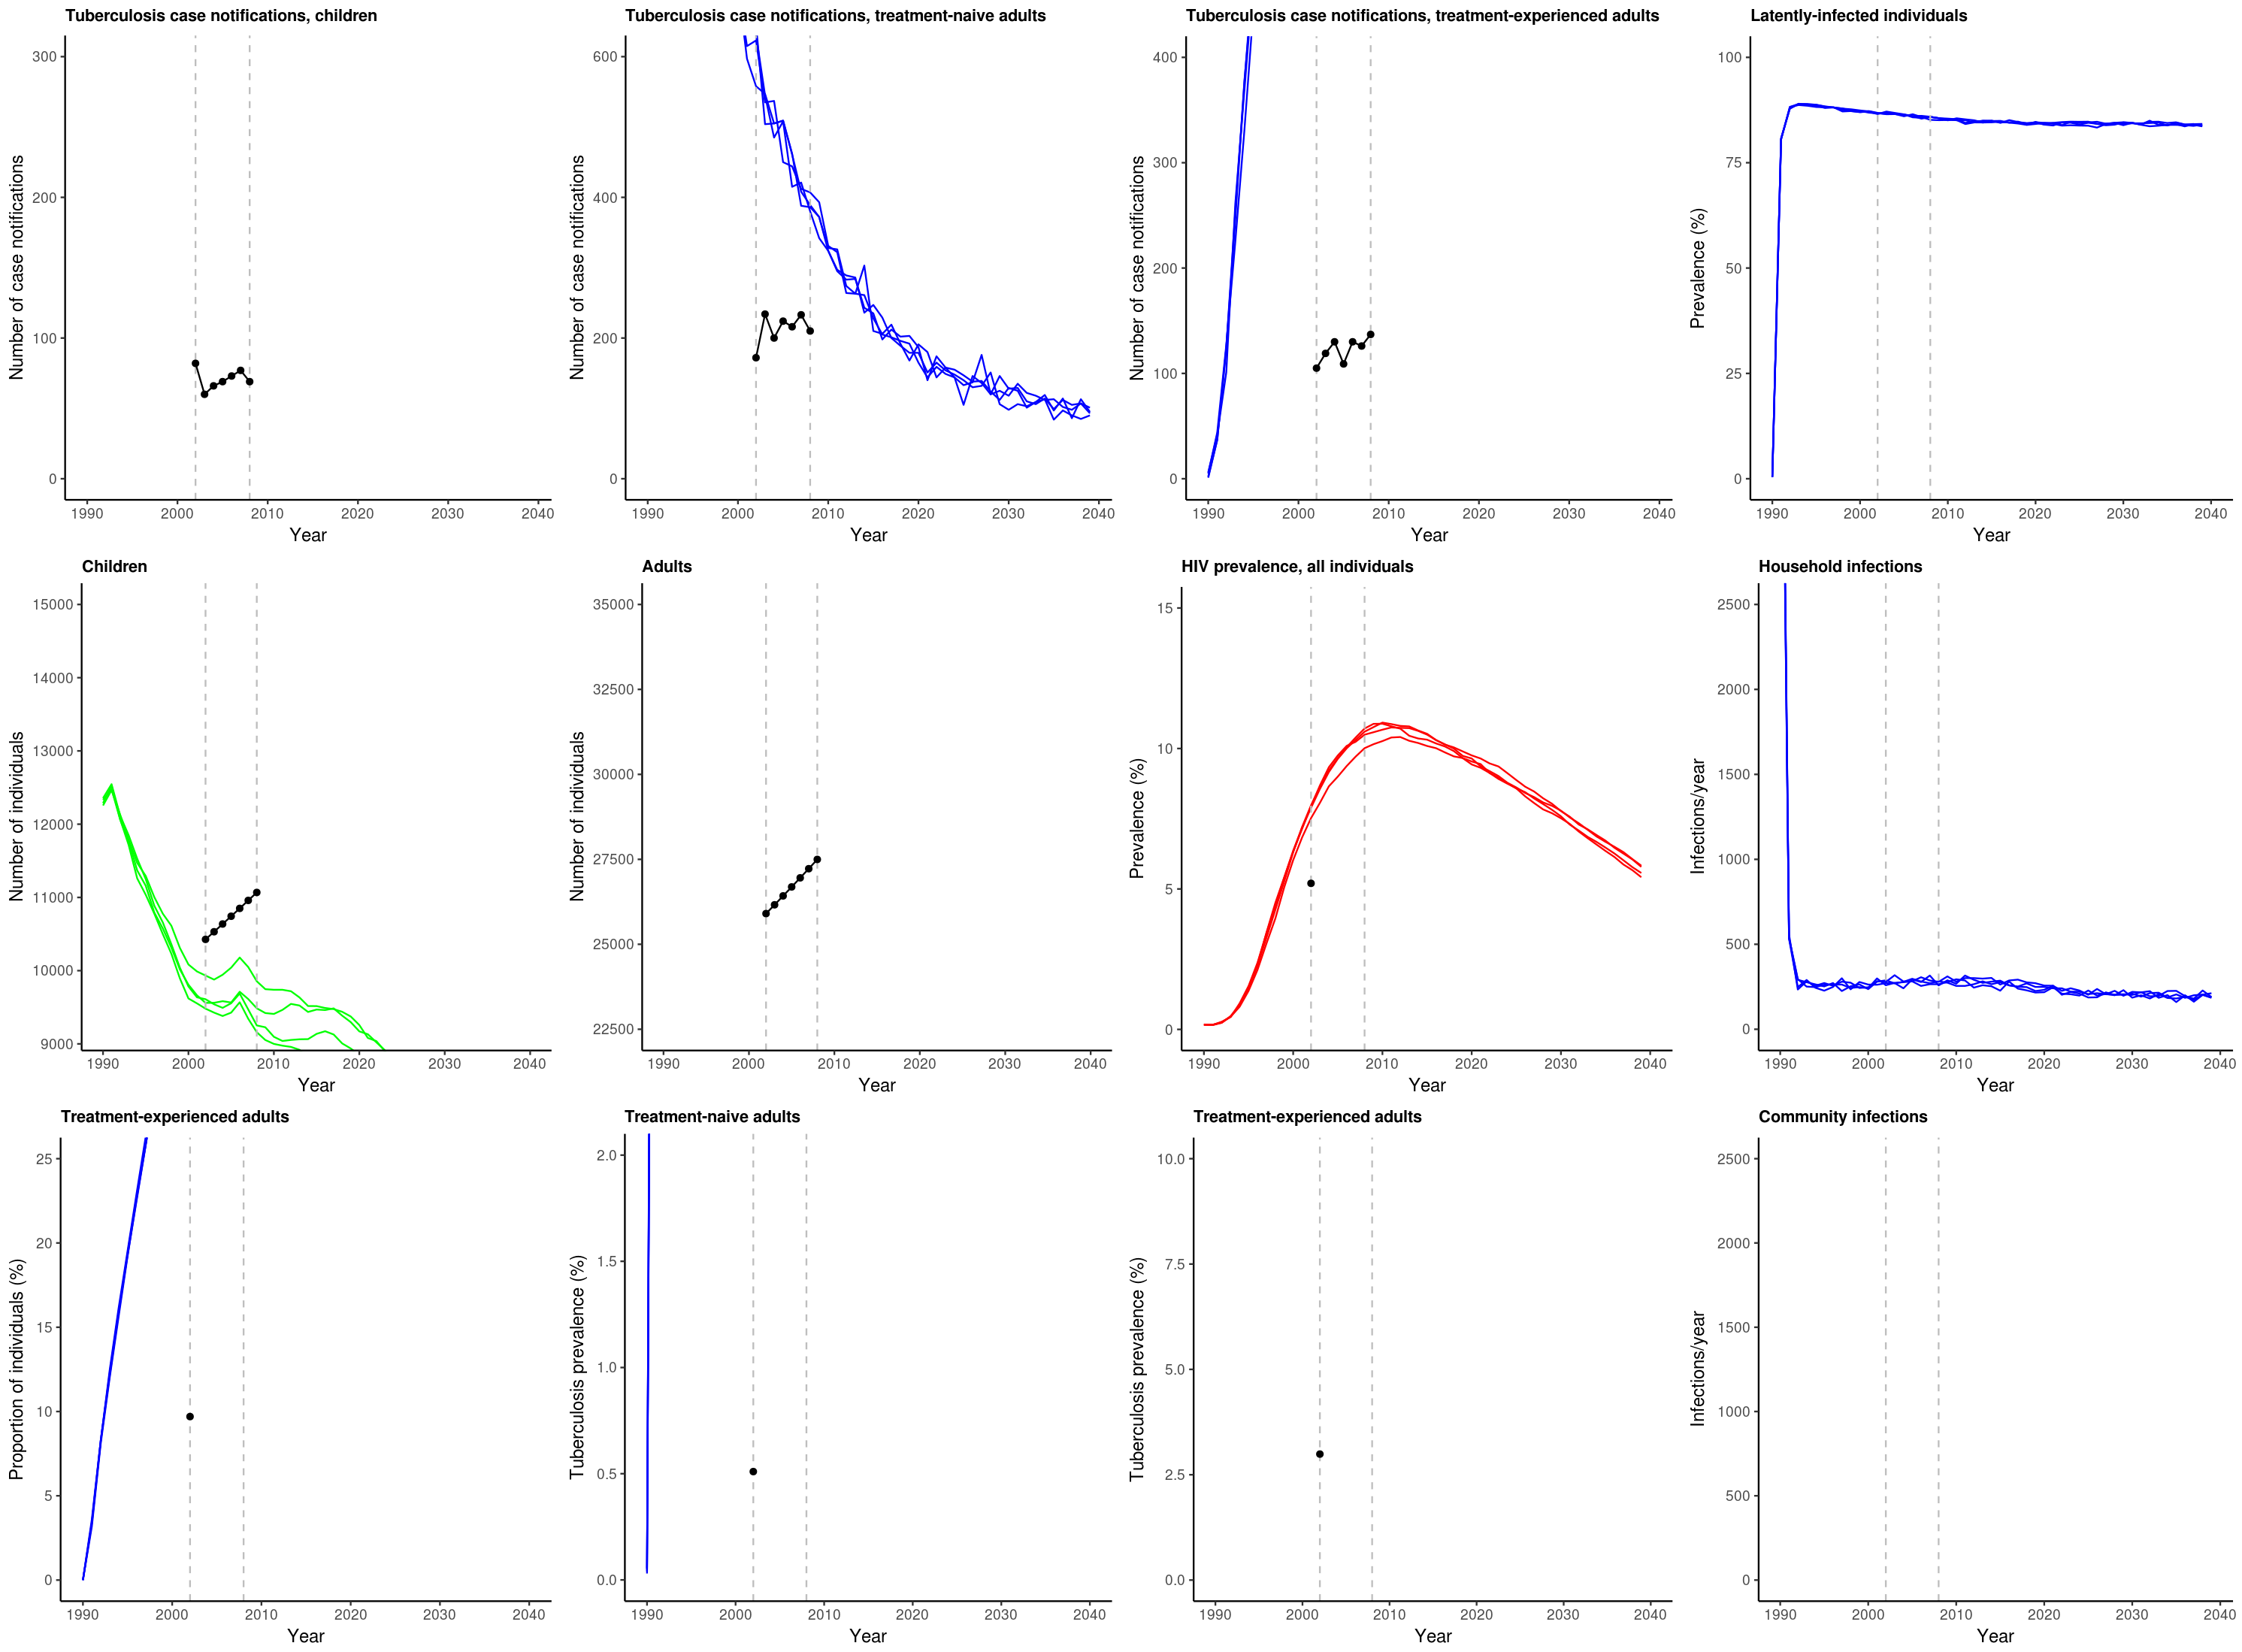 Tuberculosis case notifications, children
Number of case notifications
300
200
100
0
1990 2000 2010 2020 2030 2040
Year
Tuberculosis case notifications, treatment-naive adults
Number of case notifications
600
400
200
0
1990 2000 2010 2020 2030 2040
Year
Tuberculosis case notifications, treatment-experienced adults
Number of case notifications
400
300
200
100
0
1990 2000 2010 2020 2030 2040
Year
Latently-infected individuals
Prevalence (%)
100
75
50
25
0
1990 2000 2010 2020 2030 2040
Year
Children
Number of individuals
15000
14000
13000
12000
11000
10000
9000
1990 2000 2010 2020 2030 2040
Year
Adults
Number of individuals
35000
32500
30000
27500
25000
22500
1990 2000 2010 2020 2030 2040
Year
HIV prevalence, all individuals
Prevalence (%)
15
10
5
0
1990 2000 2010 2020 2030 2040
Year
Household infections
Infections/year
2500
2000
1500
1000
500
0
1990 2000 2010 2020 2030 2040
Year
Treatment-experienced adults
Proportion of individuals (%)
25
20
15
10
5
0
1990 2000 2010 2020 2030 2040
Year
Treatment-naive adults
Tuberculosis prevalence (%)
2.0
1.5
1.0
0.5
0.0
1990 2000 2010 2020 2030 2040
Year
Treatment-experienced adults
Tuberculosis prevalence (%)
10.0
7.5
5.0
2.5
0.0
1990 2000 2010 2020 2030 2040
Year
Community infections
Infections/year
2500
2000
1500
1000
500
0
1990 2000 2010 2020 2030 2040
Year